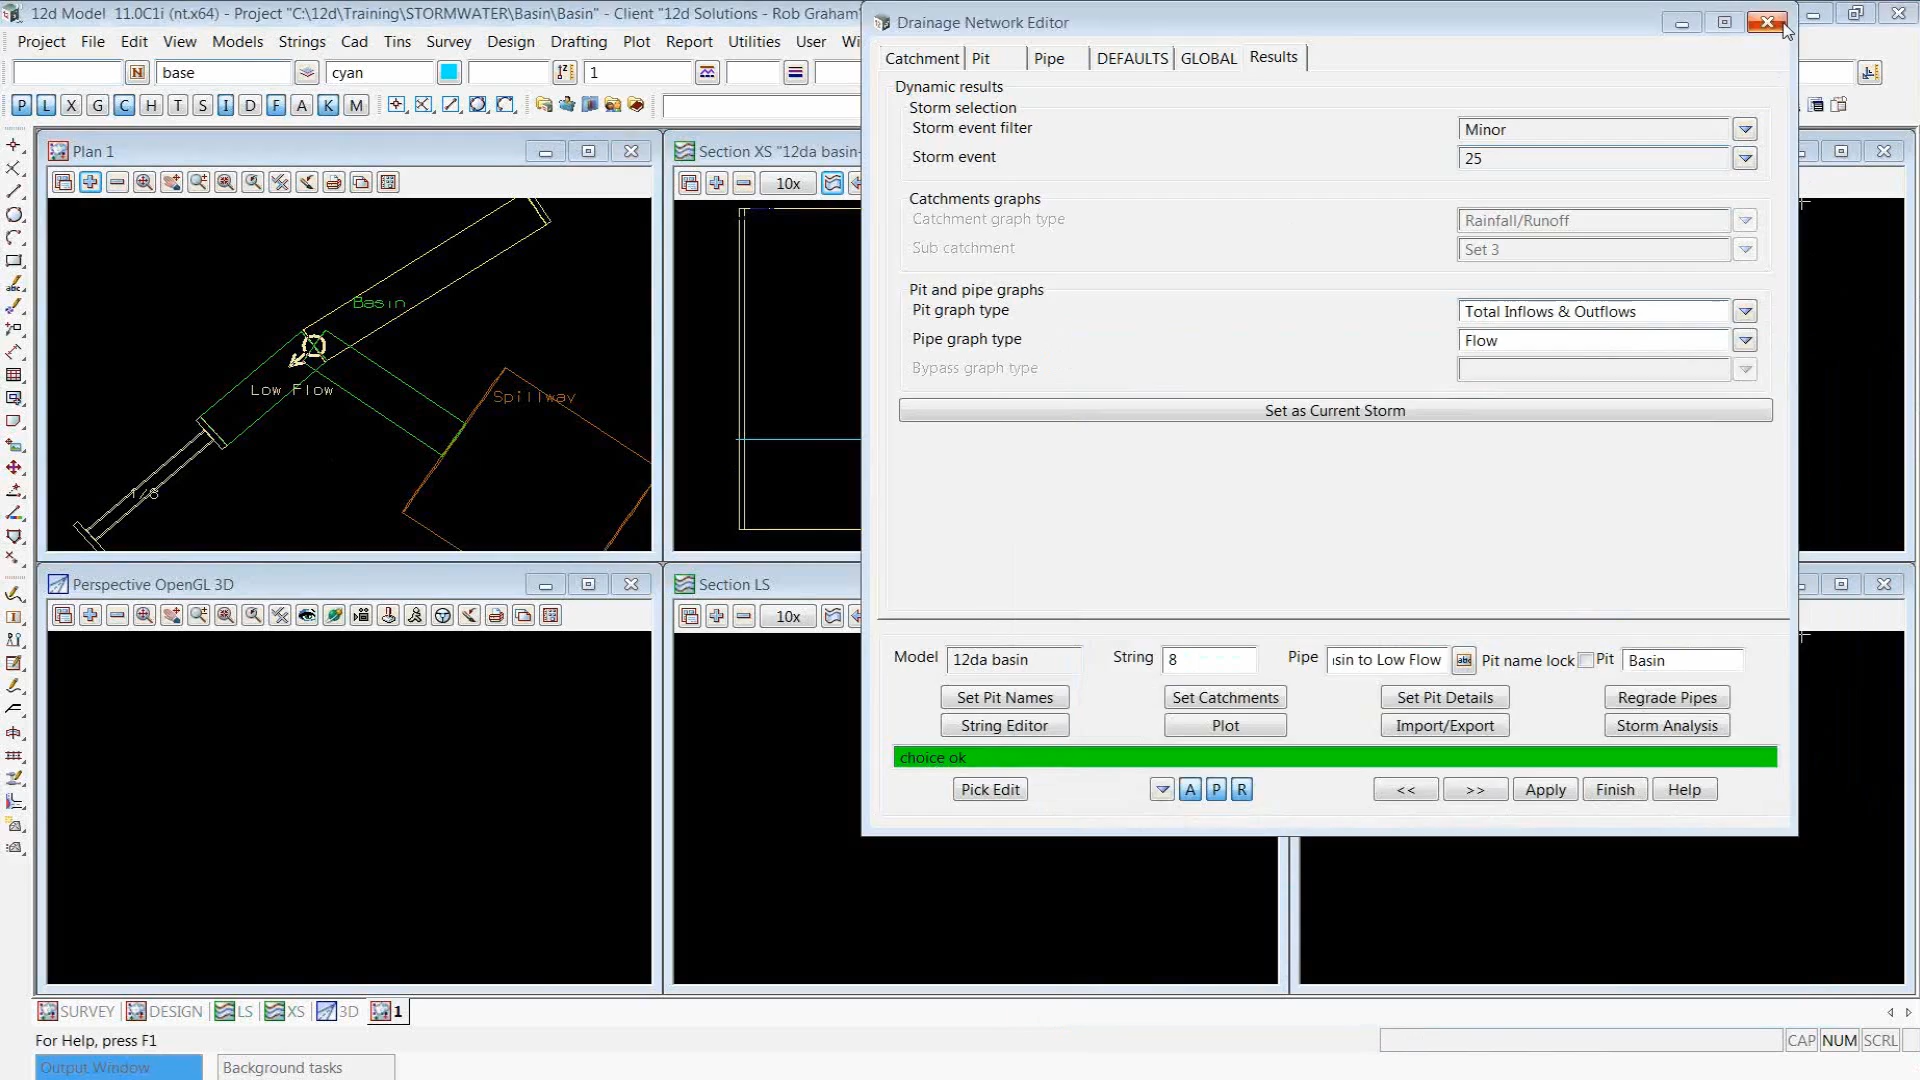 12d Model 11.0C1i (nt.x64) - Project "C:\12d\Training\STORMWATER\Basin\Basin" - Client "12d Solutions - Rob Graham"
Project File Edit View Models Strings Cad Tins Survey Design Drafting Plot Report Utilities User Wi
N base cyan 1
P L X G C H T S I D F A K M
Plan 1
Basin
Low Flow
Spillway
1/8
Section XS "12da basin-
10x
Perspective OpenGL 3D
Section LS
10x
Drainage Network Editor
Catchment Pit Pipe DEFAULTS GLOBAL Results
Dynamic results
Storm selection
Storm event filter Minor
Storm event 25
Catchments graphs
Catchment graph type Rainfall/Runoff
Sub catchment Set 3
Pit and pipe graphs
Pit graph type Total Inflows & Outflows
Pipe graph type Flow
Bypass graph type
Set as Current Storm
Model 12da basin String 8 Pipe sin to Low Flow abc Pit name lock Pit Basin
Set Pit Names Set Catchments Set Pit Details Regrade Pipes
String Editor Plot Import/Export Storm Analysis
choice ok
Pick Edit A P R << >> Apply Finish Help
SURVEY DESIGN LS XS 3D 1
For Help, press F1
CAP NUM SCRL
Output Window Background tasks